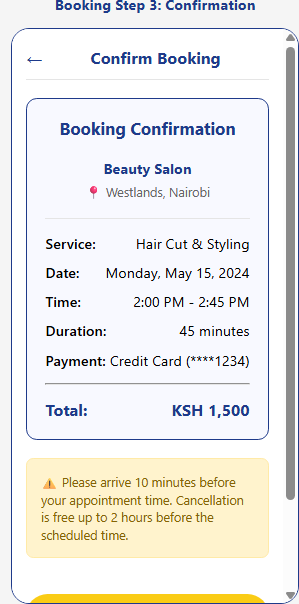 Booking Step 3: Confirmation
← Confirm Booking
Booking Confirmation
Beauty Salon
📍 Westlands, Nairobi
Service: Hair Cut & Styling
Date: Monday, May 15, 2024
Time: 2:00 PM - 2:45 PM
Duration: 45 minutes
Payment: Credit Card (****1234)
Total: KSH 1,500
⚠️ Please arrive 10 minutes before
your appointment time. Cancellation
is free up to 2 hours before the
scheduled time.